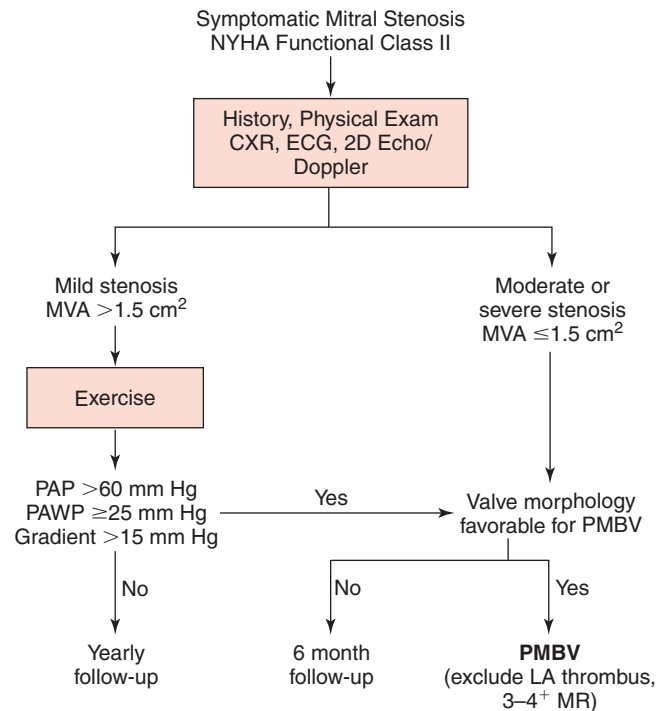 Symptomatic Mitral Stenosis
NYHA Functional Class II
History, Physical Exam
CXR, ECG, 2D Echo/
Doppler
Mild stenosis
MVA >1.5 cm²
Moderate or
severe stenosis
MVA ≤1.5 cm²
Exercise
PAP >60 mm Hg
PAWP ≥25 mm Hg
Gradient >15 mm Hg
Yes
Valve morphology
favorable for PMBV
No
No
Yes
Yearly
follow-up
6 month
follow-up
PMBV
(exclude LA thrombus,
3–4⁺ MR)